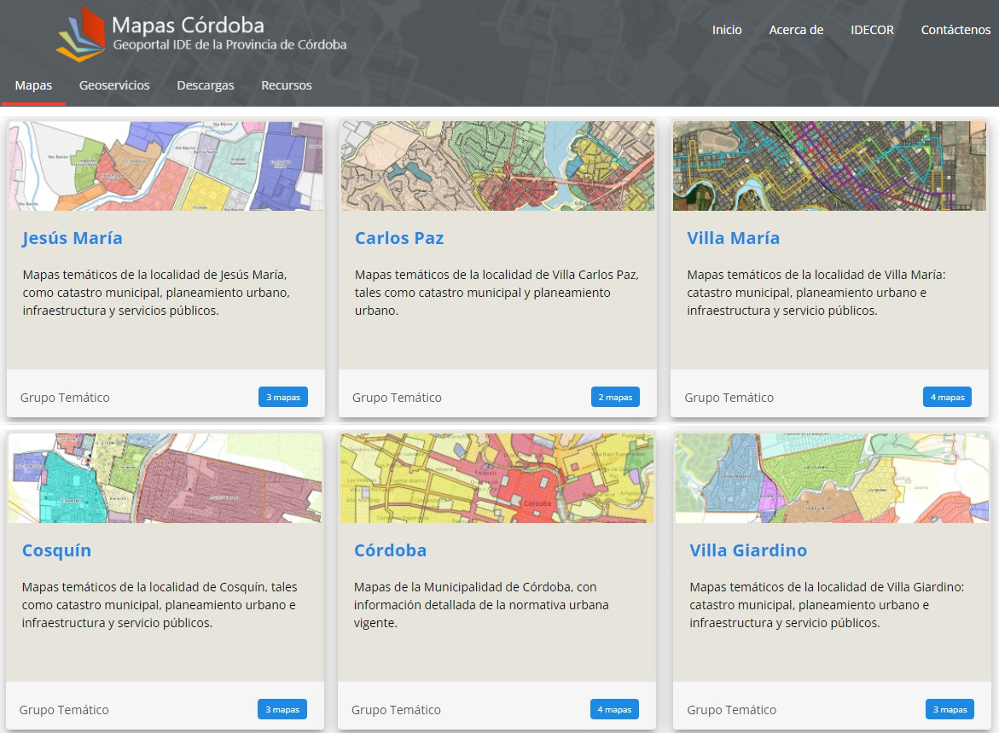 Mapas Córdoba
Geoportal IDE de la Provincia de Córdoba
Inicio Acerca de IDECOR Contáctenos
Mapas Geoservicios Descargas Recursos
Jesús María
Mapas temáticos de la localidad de Jesús María,
como catastro municipal, planeamiento urbano,
infraestructura y servicios públicos.
Grupo Temático
3 mapas
Carlos Paz
Mapas temáticos de la localidad de Villa Carlos Paz,
tales como catastro municipal y planeamiento
urbano.
Grupo Temático
2 mapas
Villa María
Mapas temáticos de la localidad de Villa María:
catastro municipal, planeamiento urbano e
infraestructura y servicio públicos.
Grupo Temático
4 mapas
Cosquín
Mapas temáticos de la localidad de Cosquín, tales
como catastro municipal, planeamiento urbano e
infraestructura y servicio públicos.
Grupo Temático
3 mapas
Córdoba
Córdoba
Mapas de la Municipalidad de Córdoba, con
información detallada de la normativa urbana
vigente.
Grupo Temático
4 mapas
Villa Giardino
Mapas temáticos de la localidad de Villa Giardino:
catastro municipal, planeamiento urbano e
infraestructura y servicio públicos.
Grupo Temático
3 mapas